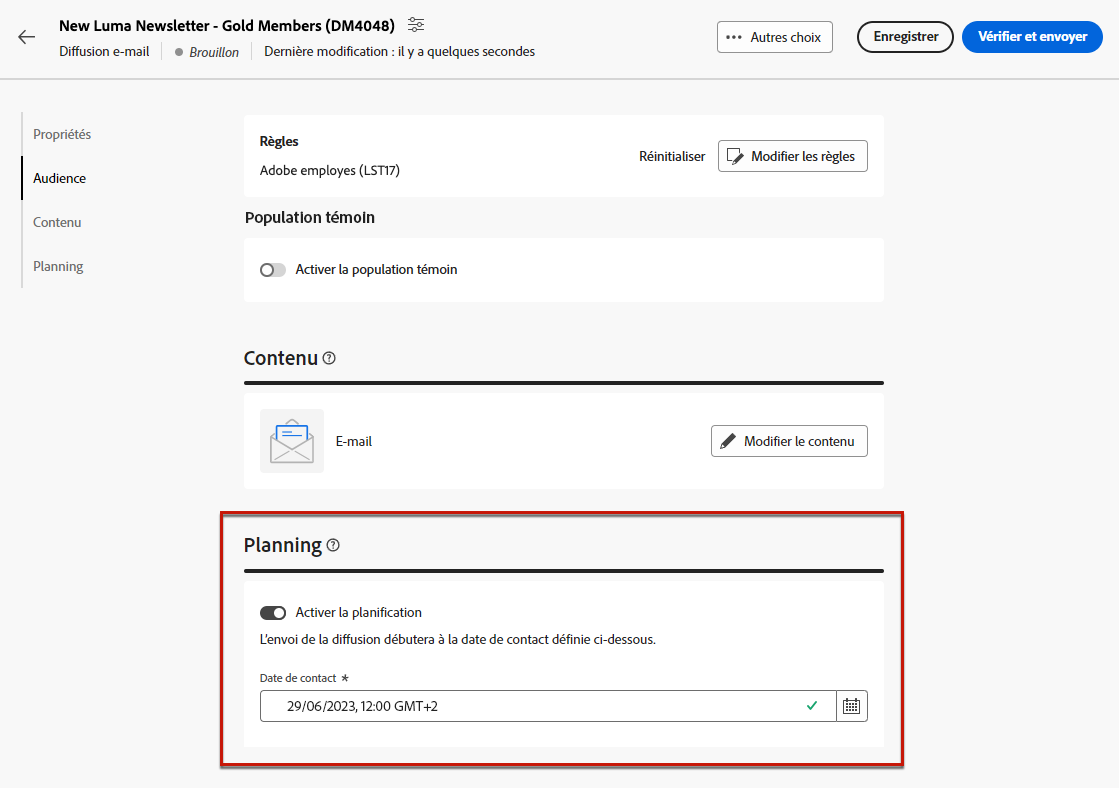 New Luma Newsletter - Gold Members (DM4048)
Diffusion e-mail
Brouillon
Dernière modification : il y a quelques secondes
Autres choix
Enregistrer
Vérifier et envoyer
Propriétés
Audience
Contenu
Planning
Règles
Adobe employes (LST17)
Réinitialiser
Modifier les règles
Population témoin
Activer la population témoin
Contenu
E-mail
Modifier le contenu
Planning
Activer la planification
L'envoi de la diffusion débutera à la date de contact définie ci-dessous.
Date de contact *
29/06/2023, 12:00 GMT+2